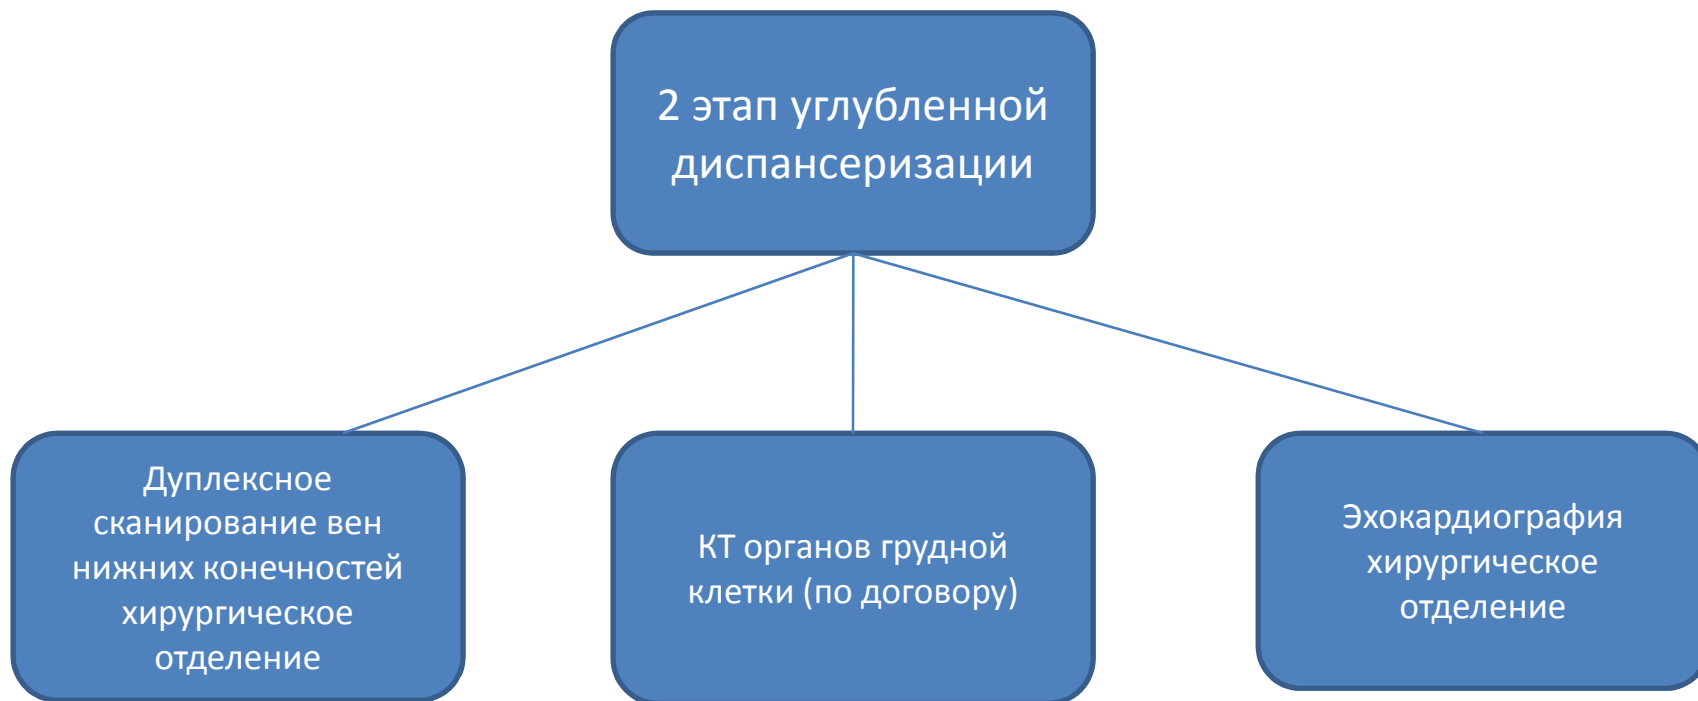 2 этап углубленной
диспансеризации
Дуплексное
сканирование вен
нижних конечностей
хирургическое
отделение
КТ органов грудной
клетки (по договору)
Эхокардиография
хирургическое
отделение